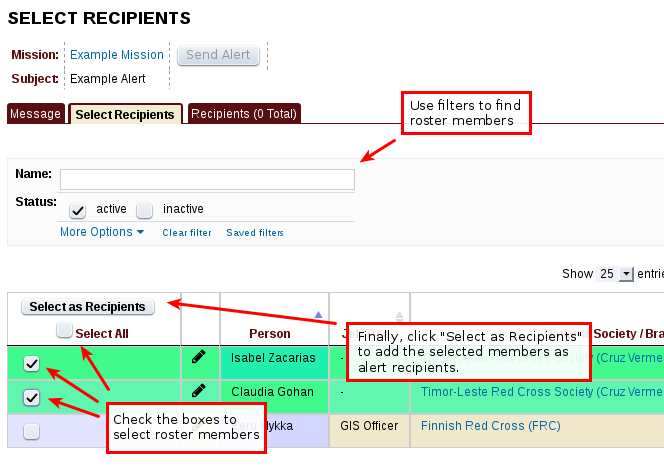 SELECT RECIPIENTS
Mission: Example Mission Send Alert
Subject: Example Alert
Message Select Recipients Recipients (0 Total)
Use filters to find
roster members
Name:
Status: active inactive
More Options Clear filter Saved filters
Show 25 entrie
Select as Recipients
Select All Person Society / Bra
Finally, click "Select as Recipients"
to add the selected members as
alert recipients.
Isabel Zacarias - Society (Cruz Verme
Claudia Gohan - Timor-Leste Red Cross Society (Cruz Verme
Check the boxes to
select roster members
Hykka GIS Officer Finnish Red Cross (FRC)